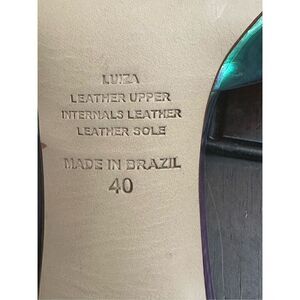 LUIZA
LEATHER UPPER
INTERNALS LEATHER
LEATHER SOLE
MADE IN BRAZIL
40